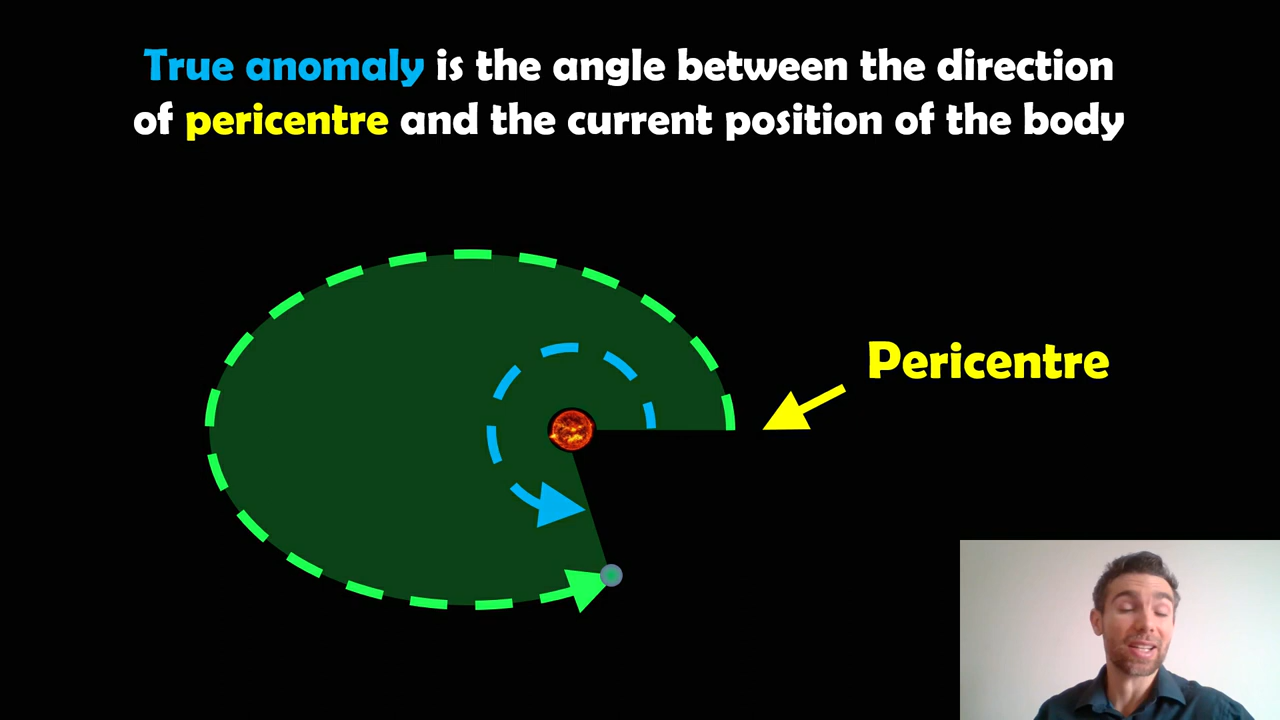 True anomaly is the angle between the direction
of pericentre and the current position of the body
Pericentre